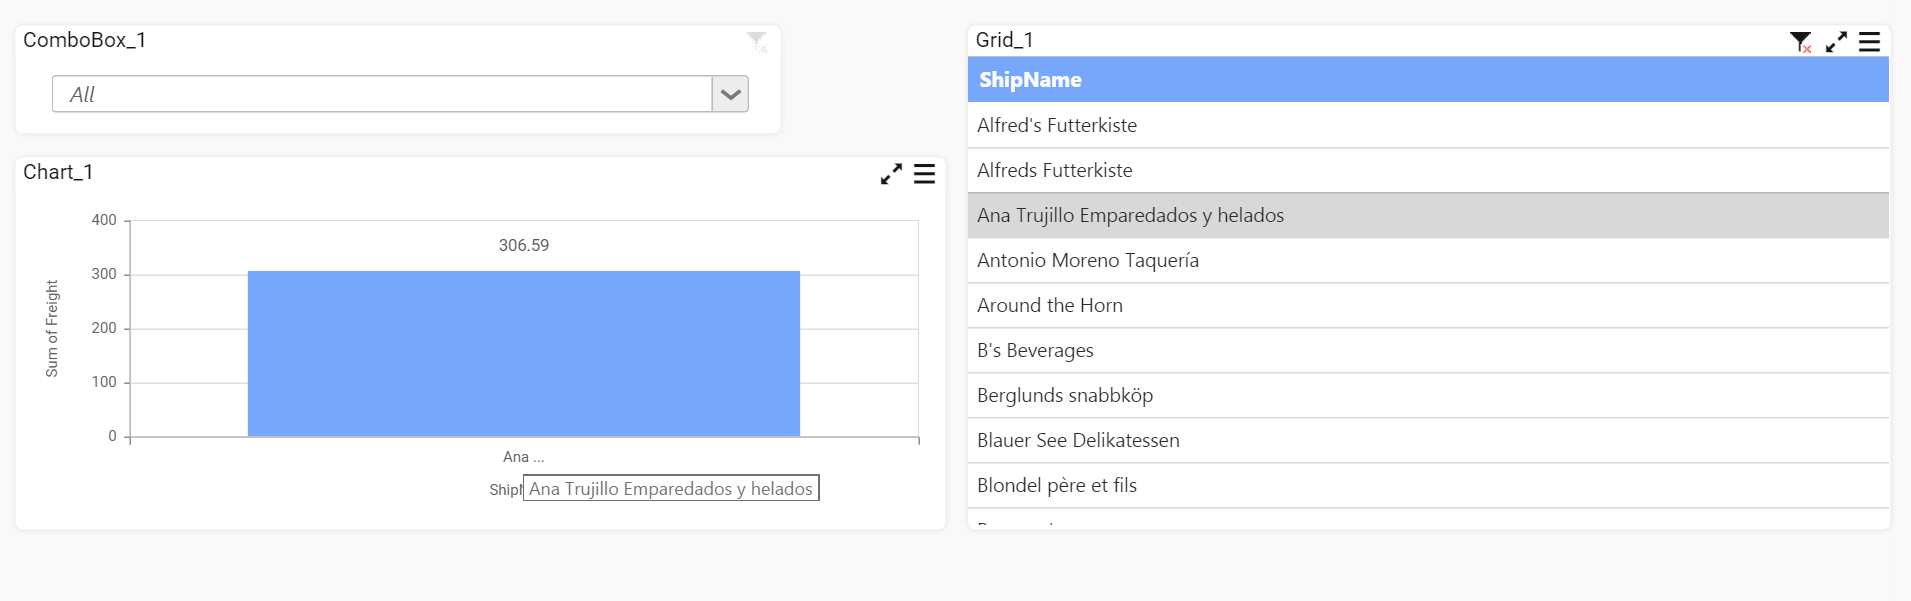 ComboBox_1
All
Chart_1
400
306.59
300
200
100
0
Sum of Freight
Ana ...
Ana Trujillo Emparedados y helados
Grid_1
ShipName
Alfred's Futterkiste
Alfreds Futterkiste
Ana Trujillo Emparedados y helados
Antonio Moreno Taquería
Around the Horn
B's Beverages
Berglunds snabbköp
Blauer See Delikatessen
Blondel père et fils